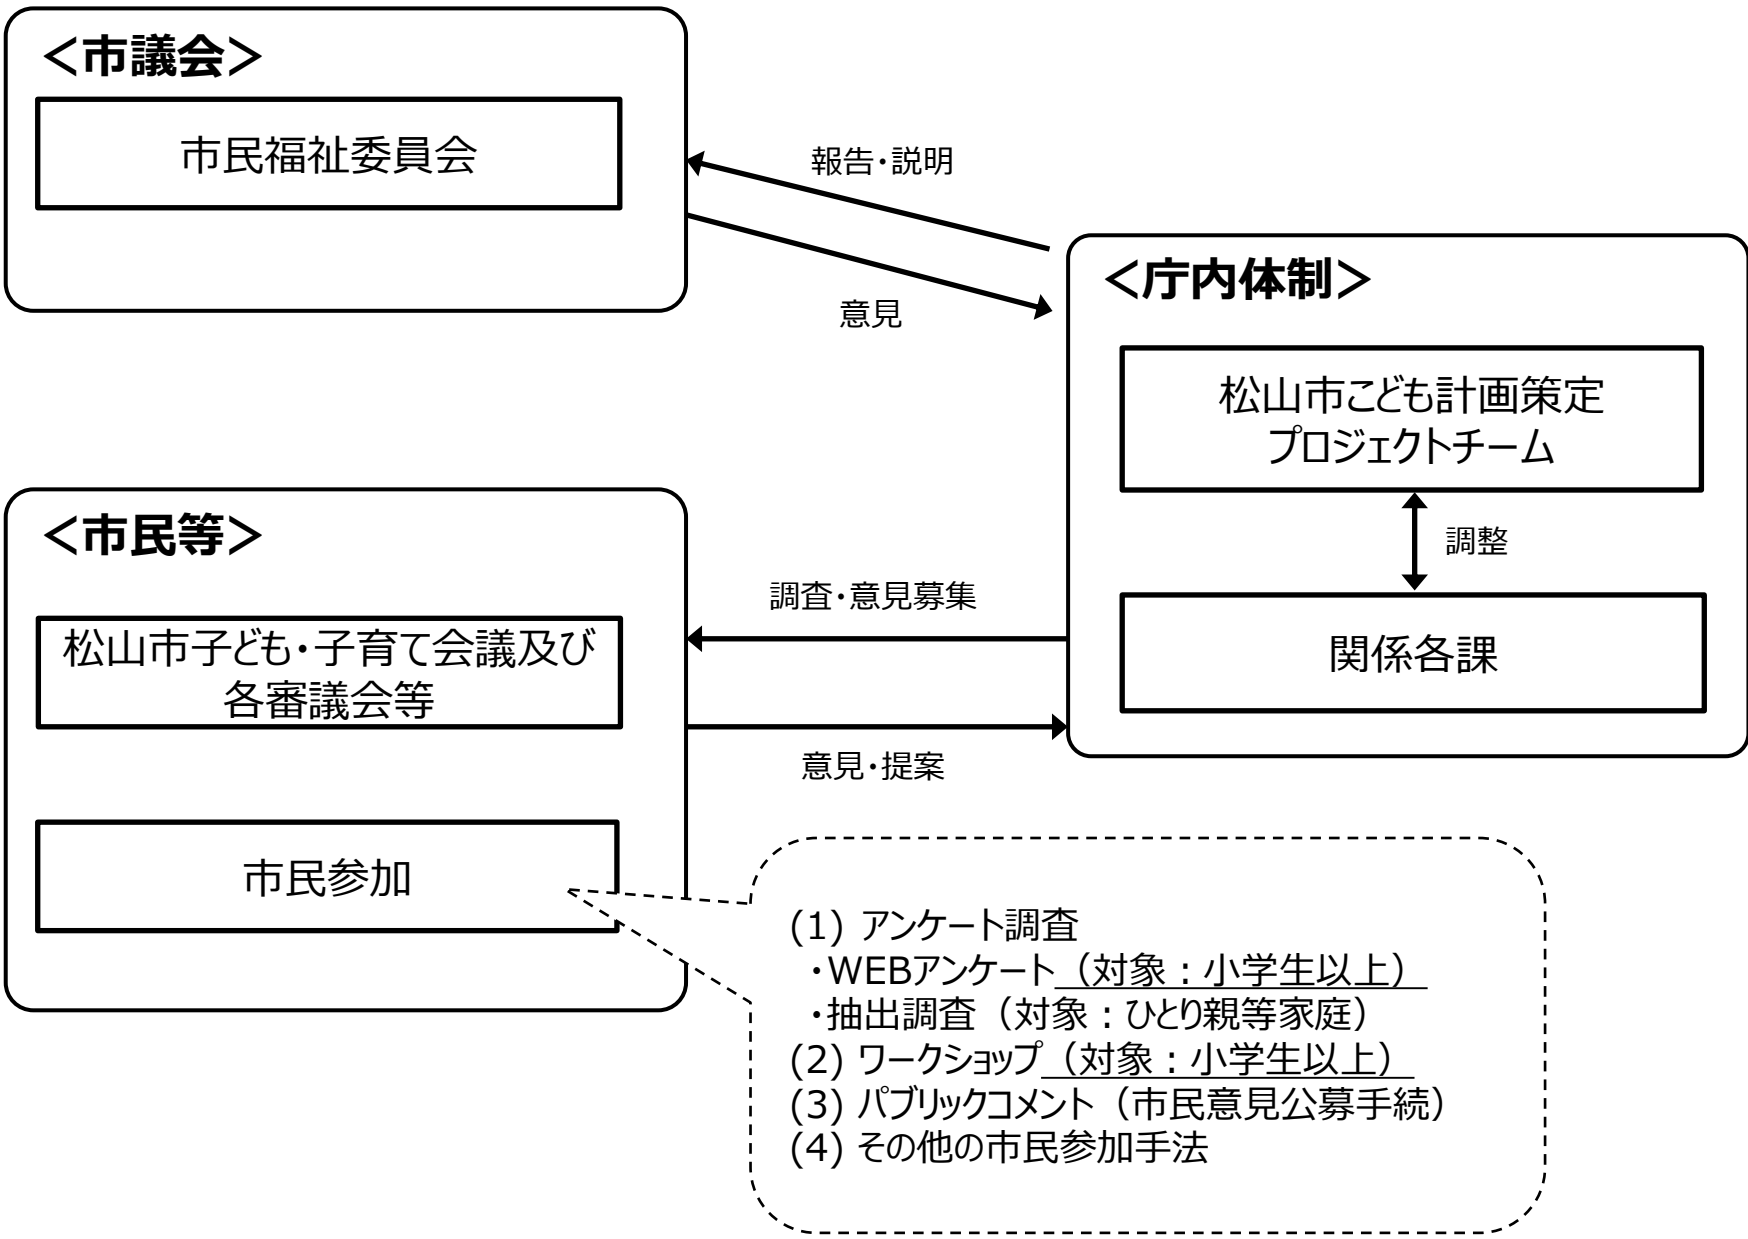 ＜市議会＞
市民福祉委員会
報告・説明
意見
＜庁内体制＞
松山市こども計画策定
プロジェクトチーム
調整
関係各課
＜市民等＞
松山市子ども・子育て会議及び
各審議会等
調査・意見募集
意見・提案
市民参加
(1) アンケート調査
・WEBアンケート（対象：小学生以上）
・抽出調査（対象：ひとり親等家庭）
(2) ワークショップ（対象：小学生以上）
(3) パブリックコメント（市民意見公募手続）
(4) その他の市民参加手法